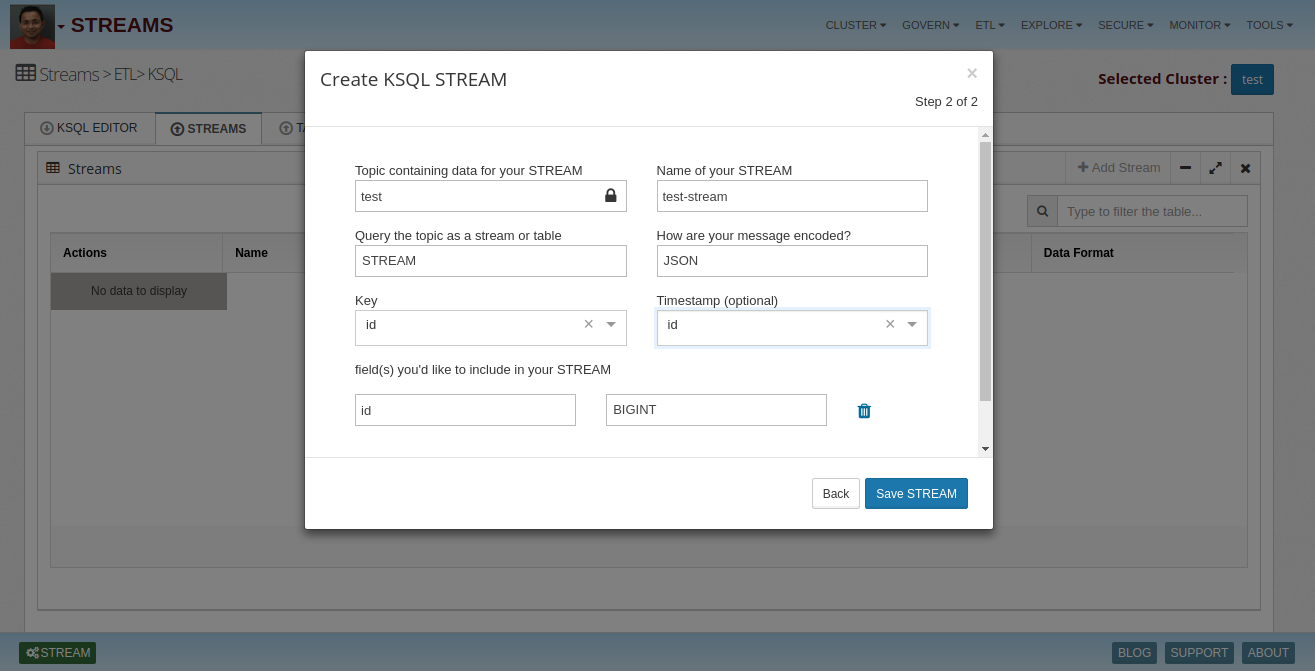 STREAMS
CLUSTER GOVERN ETL EXPLORE SECURE MONITOR TOOLS
Streams > ETL> KSQL
Selected Cluster : test
KSQL EDITOR STREAMS
Streams
Add Stream
Type to filter the table...
Actions Name Data Format
No data to display
Create KSQL STREAM
×
Step 2 of 2
Topic containing data for your STREAM Name of your STREAM
test test-stream
Query the topic as a stream or table How are your message encoded?
STREAM JSON
Key Timestamp (optional)
id × id ×
field(s) you'd like to include in your STREAM
id BIGINT
Back Save STREAM
STREAM
BLOG SUPPORT ABOUT